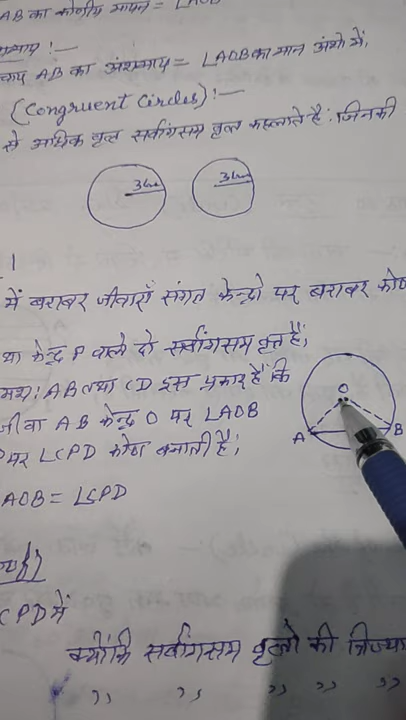 AB का कोणीय मापन = ∠AOB
चाप AB का अंशमाप = ∠AOB का मान अंशो में,
(Congruent Circles):-
से अधिक वृत्त सर्वांगसम वृत्त कहलाते है। जिनकी
3cm 3cm
1
में बराबर जीवाएँ संगत केन्द्रो पर बराबर कोण
था केन्द्र P वाले दो सर्वांगसम वृत्त है,
AB तथा CD इस प्रकार है कि
जीवा AB केन्द्र O पर ∠AOB
पर ∠CPD कोण बनाती है;
O
A B
AOB = ∠CPD
CPD में
क्योंकि सर्वांगसम वृत्तो की त्रिज्या
,, ,, ,, ,, ,,